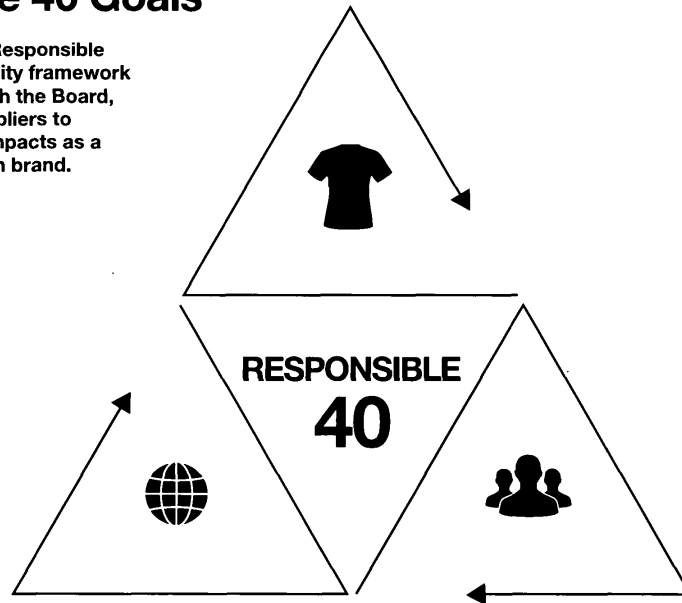 e 40 Goals
Responsible
ity framework
h the Board,
pliers to
mpacts as a
n brand.
RESPONSIBLE
40